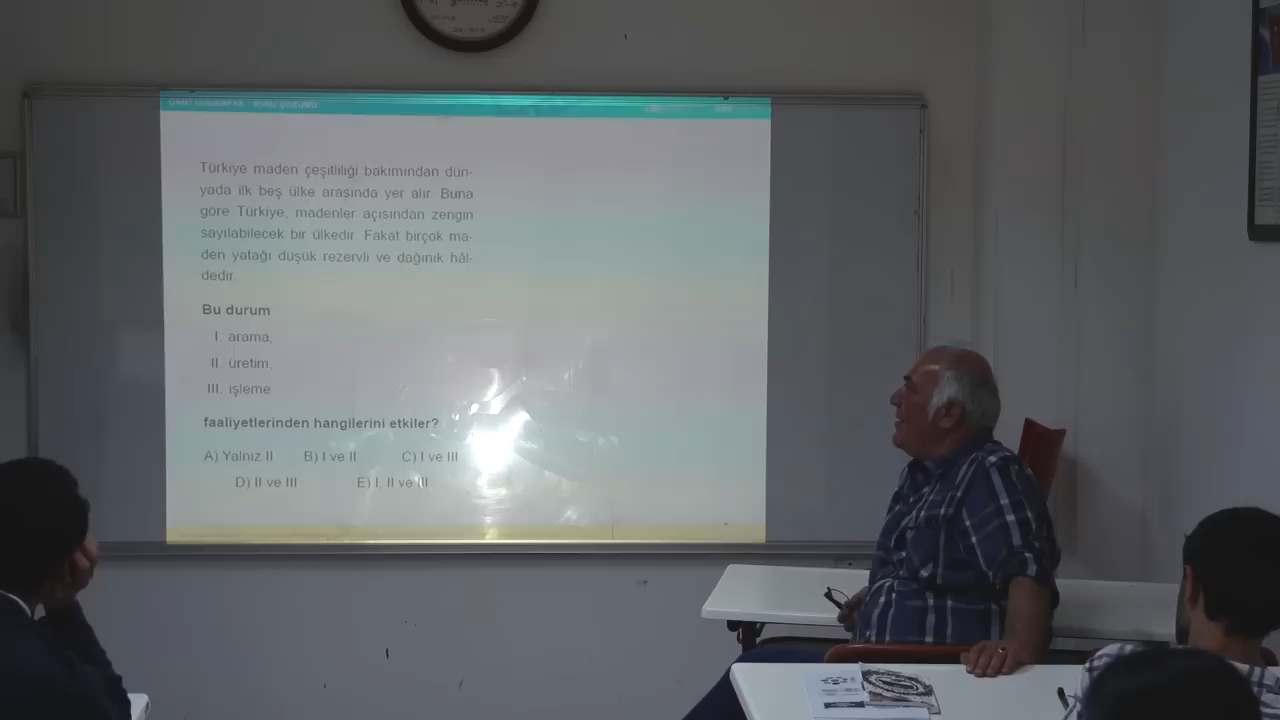 SORU ÇÖZÜMÜ
Türkiye maden çeşitliliği bakımından dün-
yada ilk beş ülke arasında yer alır. Buna
göre Türkiye, madenler açısından zengin
sayılabilecek bir ülkedir. Fakat birçok ma-
den yatağı düşük rezervli ve dağınık hâl-
dedir.
Bu durum
I. arama,
II. üretim,
III. işleme
faaliyetlerinden hangilerini etkiler?
A) Yalnız II B) I ve II C) I ve III
D) II ve III E) I, II ve III